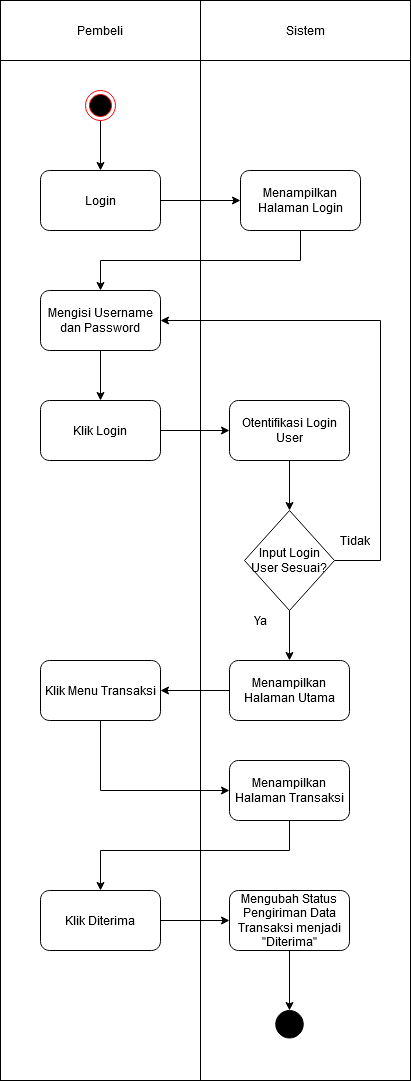 Pembeli
Sistem
Login
Menampilkan
Halaman Login
Mengisi Username
dan Password
Klik Login
Otentifikasi Login
User
Input Login
User Sesuai?
Tidak
Ya
Klik Menu Transaksi
Menampilkan
Halaman Utama
Menampilkan
Halaman Transaksi
Klik Diterima
Mengubah Status
Pengiriman Data
Transaksi menjadi
"Diterima"